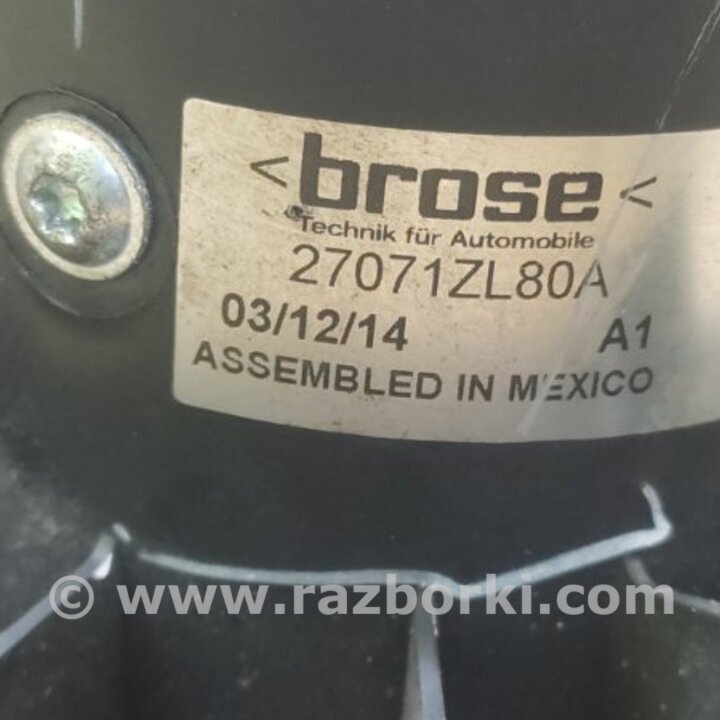 <brose<
Technik für Automobile
27071ZL80A
03/12/14 A1
ASSEMBLED IN MEXICO
© www.razborki.com